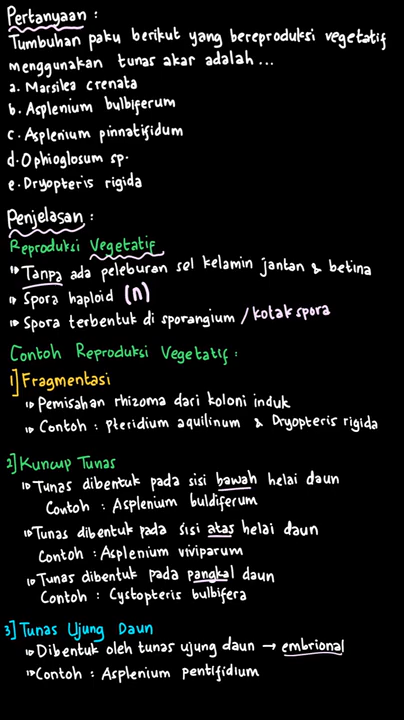 Pertanyaan :
Tumbuhan paku berikut yang bereproduksi vegetatif
menggunakan tunas akar adalah ...
a. Marsilea crenata
b. Asplenium bulbiferum
c. Asplenium pinnatifidum
d. Ophioglosum sp.
e. Dryopteris rigida
Penjelasan :
Reproduksi Vegetatif
Tanpa ada peleburan sel kelamin jantan & betina
Spora haploid (n)
Spora terbentuk di sporangium / kotak spora
Contoh Reproduksi Vegetatif :
1] Fragmentasi
Pemisahan rhizoma dari koloni induk
Contoh : Pteridium aquilinum & Dryopteris rigida
2] Kuncup Tunas
Tunas dibentuk pada sisi bawah helai daun
Contoh : Asplenium buldiferum
Tunas dibentuk pada sisi atas helai daun
Contoh : Asplenium viviparum
Tunas dibentuk pada pangkal daun
Contoh : Cystopteris bulbifera
3] Tunas Ujung Daun
Dibentuk oleh tunas ujung daun → embrional
Contoh : Asplenium pentifidium